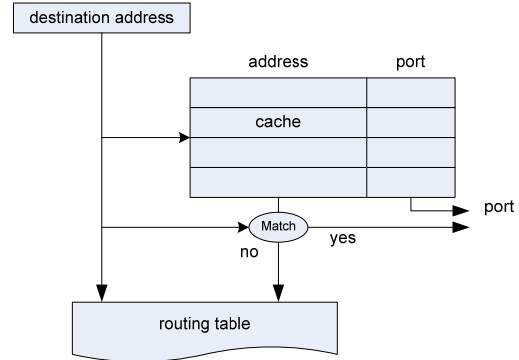 destination address
address port
cache
port
Match
yes
no
routing table